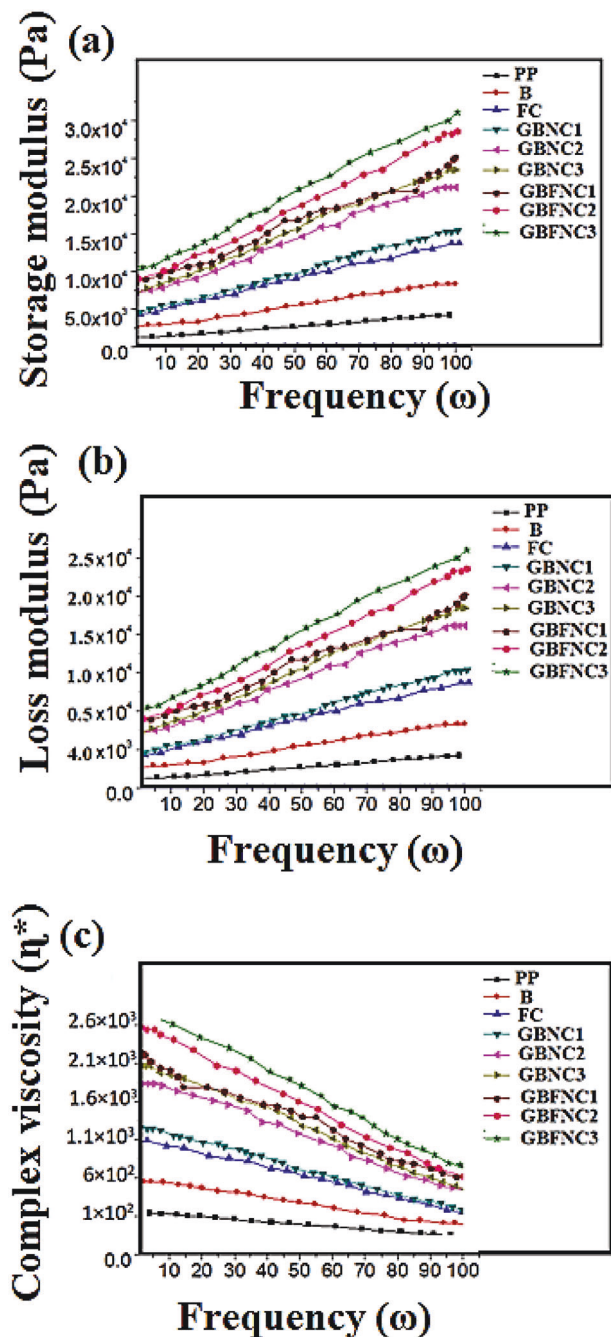 (a)
Storage modulus (Pa)
3.0x10⁴
2.5x10⁴
2.0x10⁴
1.5x10⁴
1.0x10⁴
5.0x10³
0.0
10 20 30 40 50 60 70 80 90 100
Frequency (ω)
PP
B
FC
GBNC1
GBNC2
GBNC3
GBFNC1
GBFNC2
GBFNC3
(b)
Loss modulus (Pa)
2.5x10⁴
2.0x10⁴
1.5x10⁴
1.0x10⁴
0.5x10⁴
4.0x10³
0.0
10 20 30 40 50 60 70 80 90 100
Frequency (ω)
PP
B
FC
GBNC1
GBNC2
GBNC3
GBFNC1
GBFNC2
GBFNC3
(c)
Complex viscosity (η*)
2.6x10³
2.1x10³
1.6x10³
1.1x10³
6x10²
1x10²
0.0
10 20 30 40 50 60 70 80 90 100
Frequency (ω)
PP
B
FC
GBNC1
GBNC2
GBNC3
GBFNC1
GBFNC2
GBFNC3